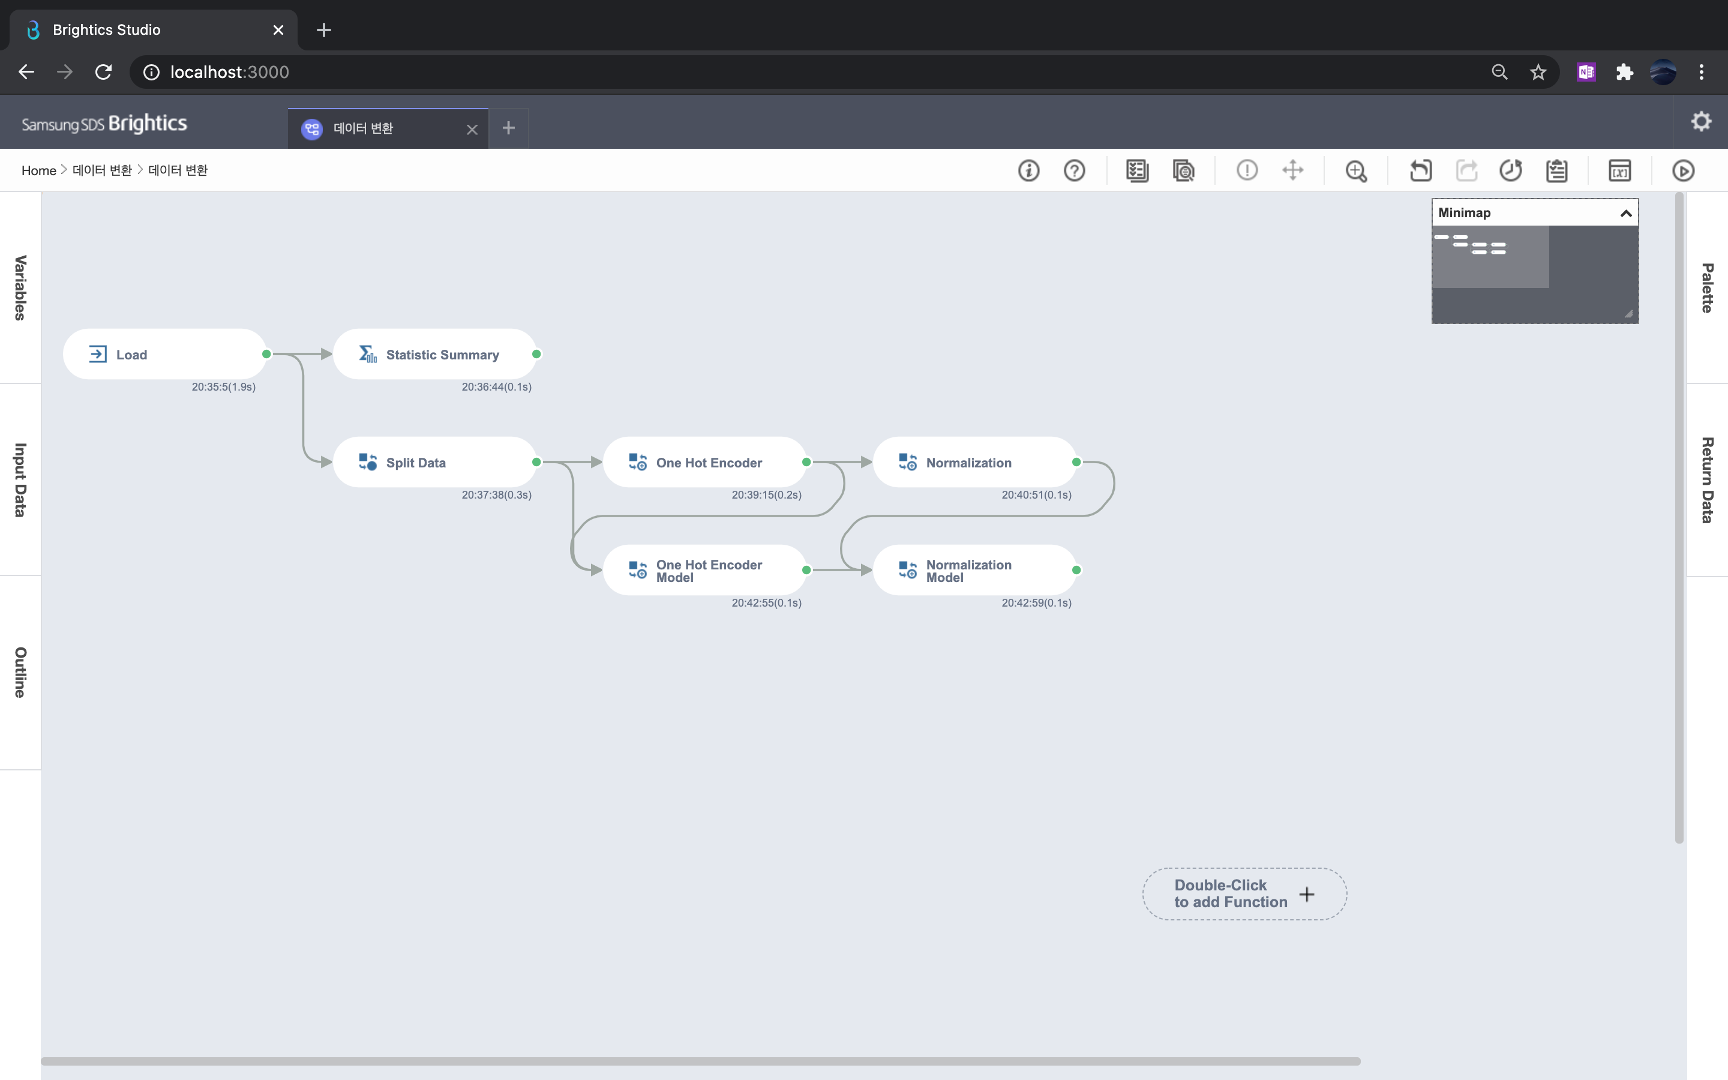 Brightics Studio
localhost:3000
Samsung SDS Brightics
데이터 변환
Home > 데이터 변환 > 데이터 변환
Minimap
Variables
Input Data
Outline
Palette
Return Data
Load
20:35:5(1.9s)
Statistic Summary
20:36:44(0.1s)
Split Data
20:37:38(0.3s)
One Hot Encoder
20:39:15(0.2s)
Normalization
20:40:51(0.1s)
One Hot Encoder
Model
20:42:55(0.1s)
Normalization
Model
20:42:59(0.1s)
Double-Click
to add Function